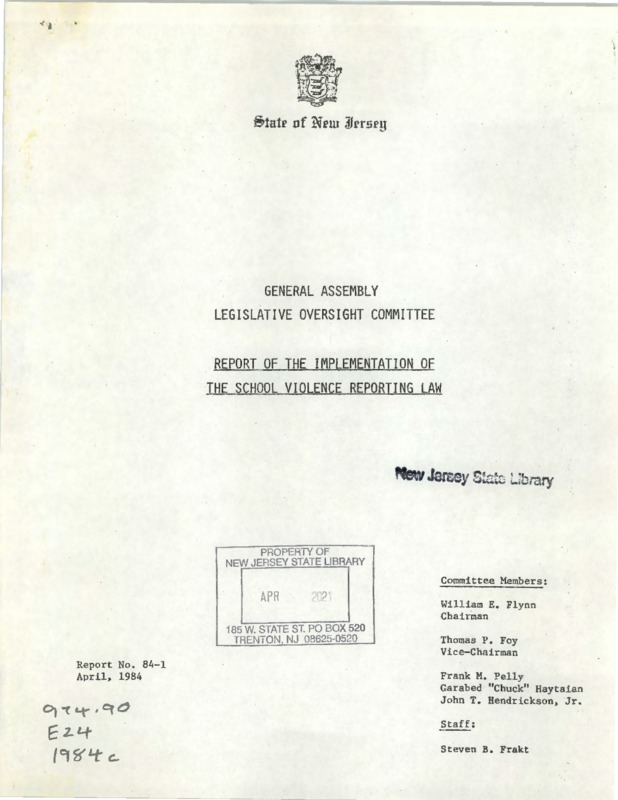 State of New Jersey
GENERAL ASSEMBLY
LEGISLATIVE OVERSIGHT COMMITTEE
REPORT OF THE IMPLEMENTATION OF
THE SCHOOL VIOLENCE REPORTING LAW
New Jersey State Library
PROPERTY OF
NEW JERSEY STATE LIBRARY
APR 2021
185 W. STATE ST. PO BOX 520
TRENTON, NJ 08625-0520
Committee Members:
William E. Flynn
Chairman
Thomas P. Foy
Vice-Chairman
Frank M. Pelly
Garabed "Chuck" Haytaian
John T. Hendrickson, Jr.
Staff:
Steven B. Frakt
Report No. 84-1
April, 1984
974.90
E24
1984c